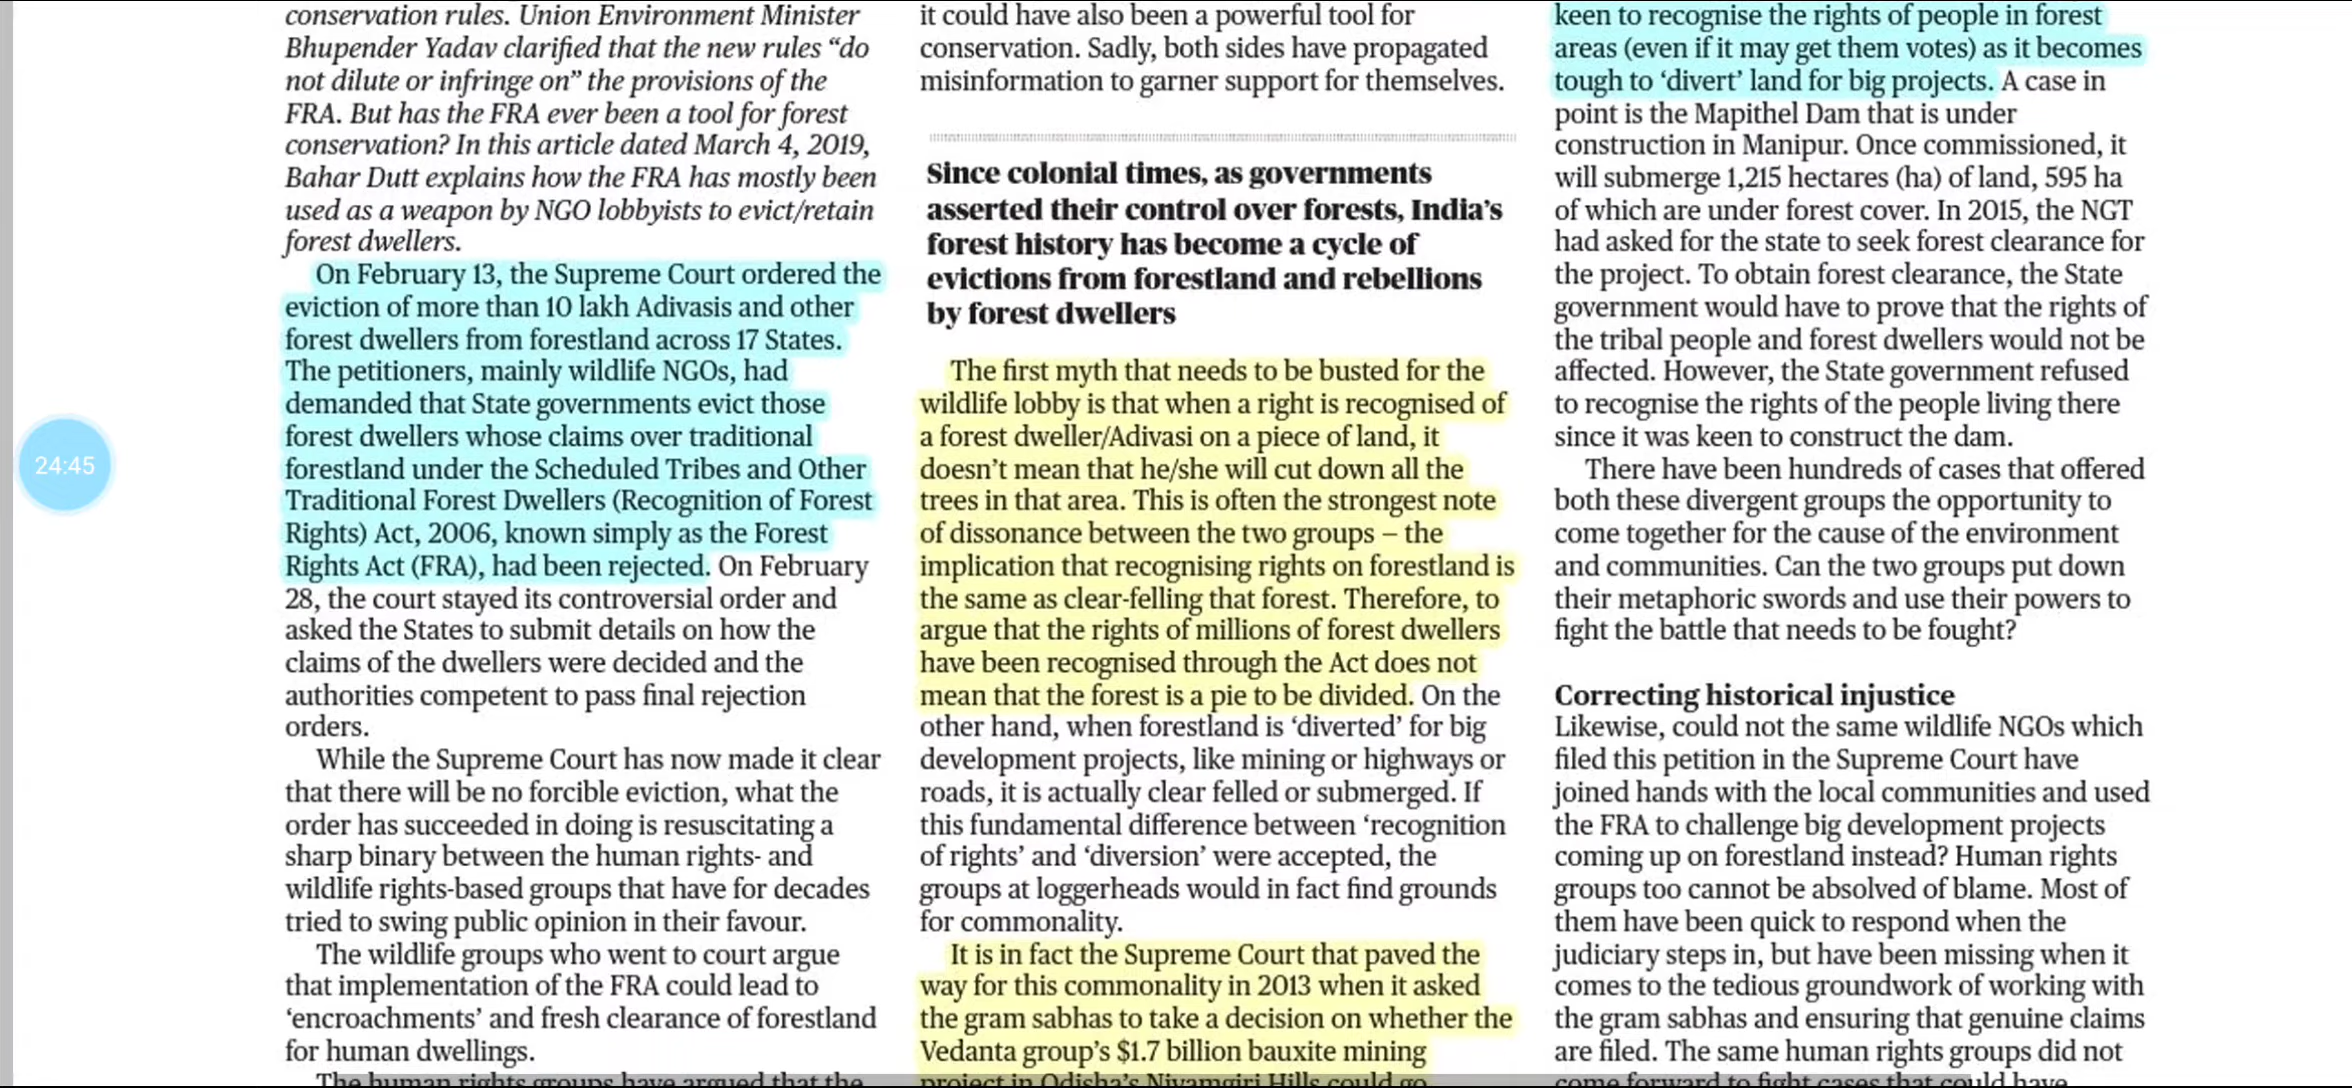 conservation rules. Union Environment Minister
Bhupender Yadav clarified that the new rules “do
not dilute or infringe on” the provisions of the
FRA. But has the FRA ever been a tool for forest
conservation? In this article dated March 4, 2019,
Bahar Dutt explains how the FRA has mostly been
used as a weapon by NGO lobbyists to evict/retain
forest dwellers.
On February 13, the Supreme Court ordered the
eviction of more than 10 lakh Adivasis and other
forest dwellers from forestland across 17 States.
The petitioners, mainly wildlife NGOs, had
demanded that State governments evict those
forest dwellers whose claims over traditional
forestland under the Scheduled Tribes and Other
Traditional Forest Dwellers (Recognition of Forest
Rights) Act, 2006, known simply as the Forest
Rights Act (FRA), had been rejected. On February
28, the court stayed its controversial order and
asked the States to submit details on how the
claims of the dwellers were decided and the
authorities competent to pass final rejection
orders.
While the Supreme Court has now made it clear
that there will be no forcible eviction, what the
order has succeeded in doing is resuscitating a
sharp binary between the human rights- and
wildlife rights-based groups that have for decades
tried to swing public opinion in their favour.
The wildlife groups who went to court argue
that implementation of the FRA could lead to
‘encroachments’ and fresh clearance of forestland
for human dwellings.
The human rights groups have argued that the
it could have also been a powerful tool for
conservation. Sadly, both sides have propagated
misinformation to garner support for themselves.
Since colonial times, as governments
asserted their control over forests, India’s
forest history has become a cycle of
evictions from forestland and rebellions
by forest dwellers
The first myth that needs to be busted for the
wildlife lobby is that when a right is recognised of
a forest dweller/Adivasi on a piece of land, it
doesn’t mean that he/she will cut down all the
trees in that area. This is often the strongest note
of dissonance between the two groups – the
implication that recognising rights on forestland is
the same as clear-felling that forest. Therefore, to
argue that the rights of millions of forest dwellers
have been recognised through the Act does not
mean that the forest is a pie to be divided. On the
other hand, when forestland is ‘diverted’ for big
development projects, like mining or highways or
roads, it is actually clear felled or submerged. If
this fundamental difference between ‘recognition
of rights’ and ‘diversion’ were accepted, the
groups at loggerheads would in fact find grounds
for commonality.
It is in fact the Supreme Court that paved the
way for this commonality in 2013 when it asked
the gram sabhas to take a decision on whether the
Vedanta group’s $1.7 billion bauxite mining
project in Odisha’s Niyamgiri Hills could go
keen to recognise the rights of people in forest
areas (even if it may get them votes) as it becomes
tough to ‘divert’ land for big projects. A case in
point is the Mapithel Dam that is under
construction in Manipur. Once commissioned, it
will submerge 1,215 hectares (ha) of land, 595 ha
of which are under forest cover. In 2015, the NGT
had asked for the state to seek forest clearance for
the project. To obtain forest clearance, the State
government would have to prove that the rights of
the tribal people and forest dwellers would not be
affected. However, the State government refused
to recognise the rights of the people living there
since it was keen to construct the dam.
There have been hundreds of cases that offered
both these divergent groups the opportunity to
come together for the cause of the environment
and communities. Can the two groups put down
their metaphoric swords and use their powers to
fight the battle that needs to be fought?
Correcting historical injustice
Likewise, could not the same wildlife NGOs which
filed this petition in the Supreme Court have
joined hands with the local communities and used
the FRA to challenge big development projects
coming up on forestland instead? Human rights
groups too cannot be absolved of blame. Most of
them have been quick to respond when the
judiciary steps in, but have been missing when it
comes to the tedious groundwork of working with
the gram sabhas and ensuring that genuine claims
are filed. The same human rights groups did not
come forward to fight cases that could have
24:45